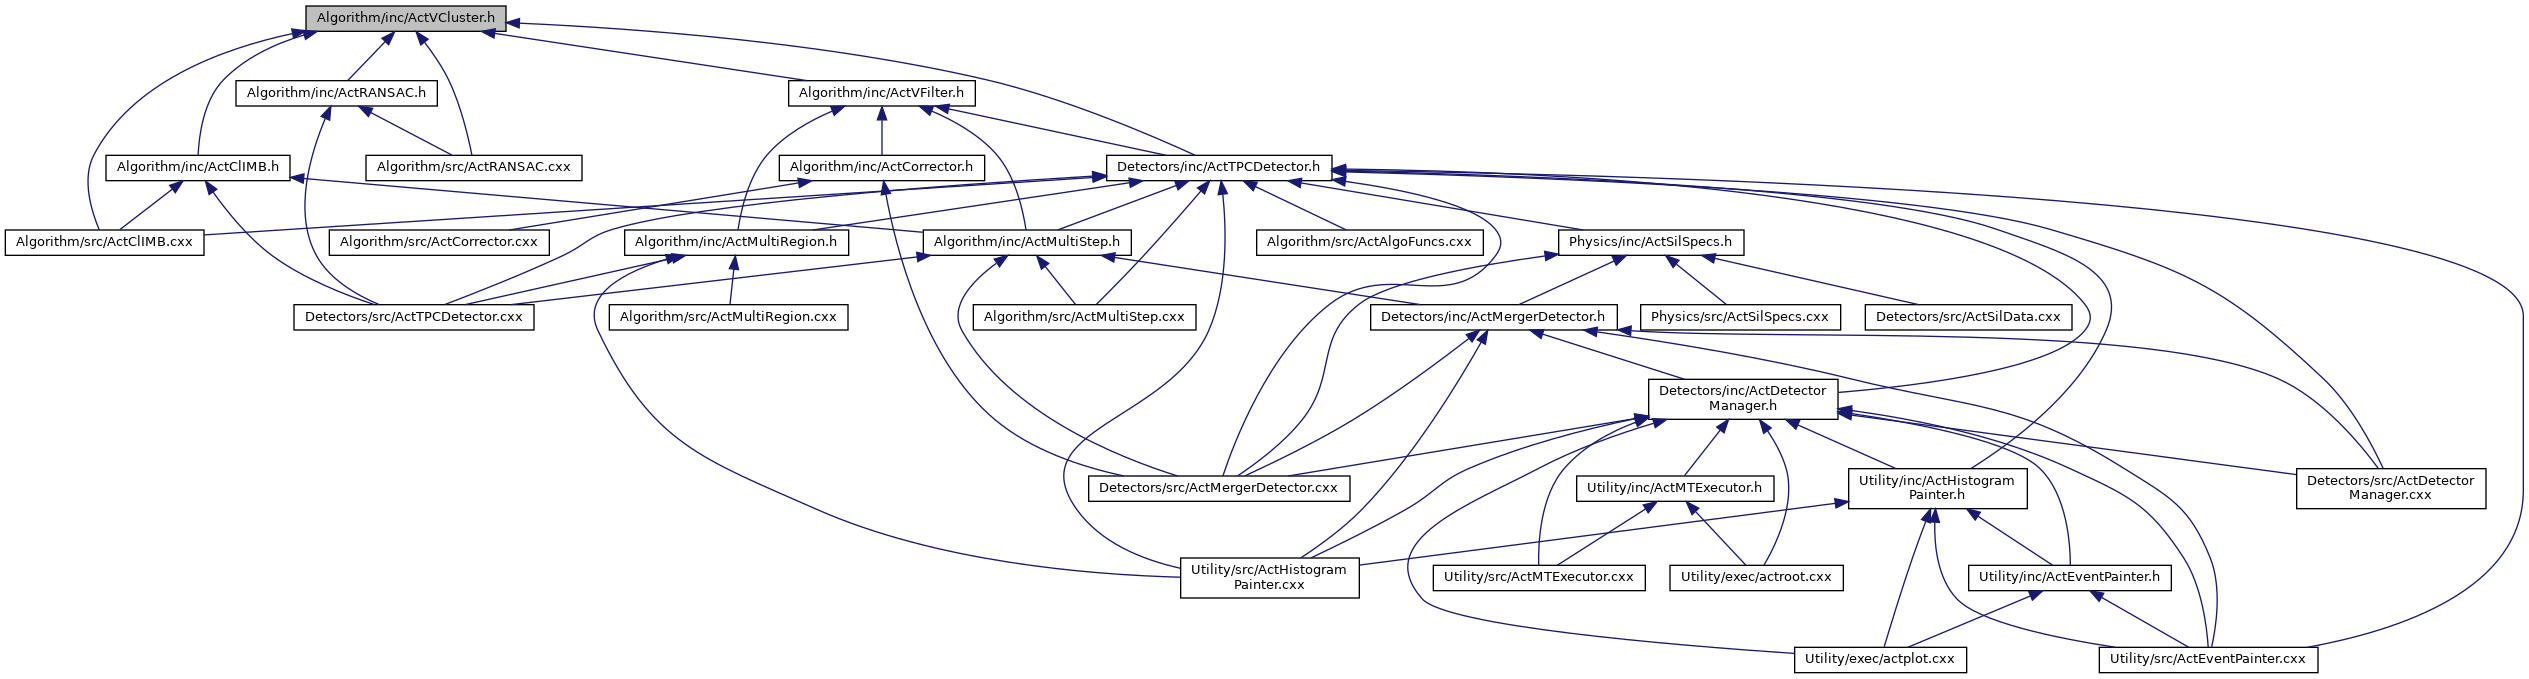 Algorithm/inc/ActVCluster.h
Algorithm/inc/ActRANSAC.h
Algorithm/inc/ActVFilter.h
Algorithm/inc/ActClIMB.h
Algorithm/src/ActRANSAC.cxx
Algorithm/inc/ActCorrector.h
Detectors/inc/ActTPCDetector.h
Algorithm/src/ActClIMB.cxx
Algorithm/src/ActCorrector.cxx
Algorithm/inc/ActMultiRegion.h
Algorithm/inc/ActMultiStep.h
Algorithm/src/ActAlgoFuncs.cxx
Physics/inc/ActSilSpecs.h
Detectors/src/ActTPCDetector.cxx
Algorithm/src/ActMultiRegion.cxx
Algorithm/src/ActMultiStep.cxx
Detectors/inc/ActMergerDetector.h
Physics/src/ActSilSpecs.cxx
Detectors/src/ActSilData.cxx
Detectors/inc/ActDetector
Manager.h
Detectors/src/ActMergerDetector.cxx
Utility/inc/ActMTExecutor.h
Utility/inc/ActHistogram
Painter.h
Detectors/src/ActDetector
Manager.cxx
Utility/src/ActHistogram
Painter.cxx
Utility/src/ActMTExecutor.cxx
Utility/exec/actroot.cxx
Utility/inc/ActEventPainter.h
Utility/exec/actplot.cxx
Utility/src/ActEventPainter.cxx